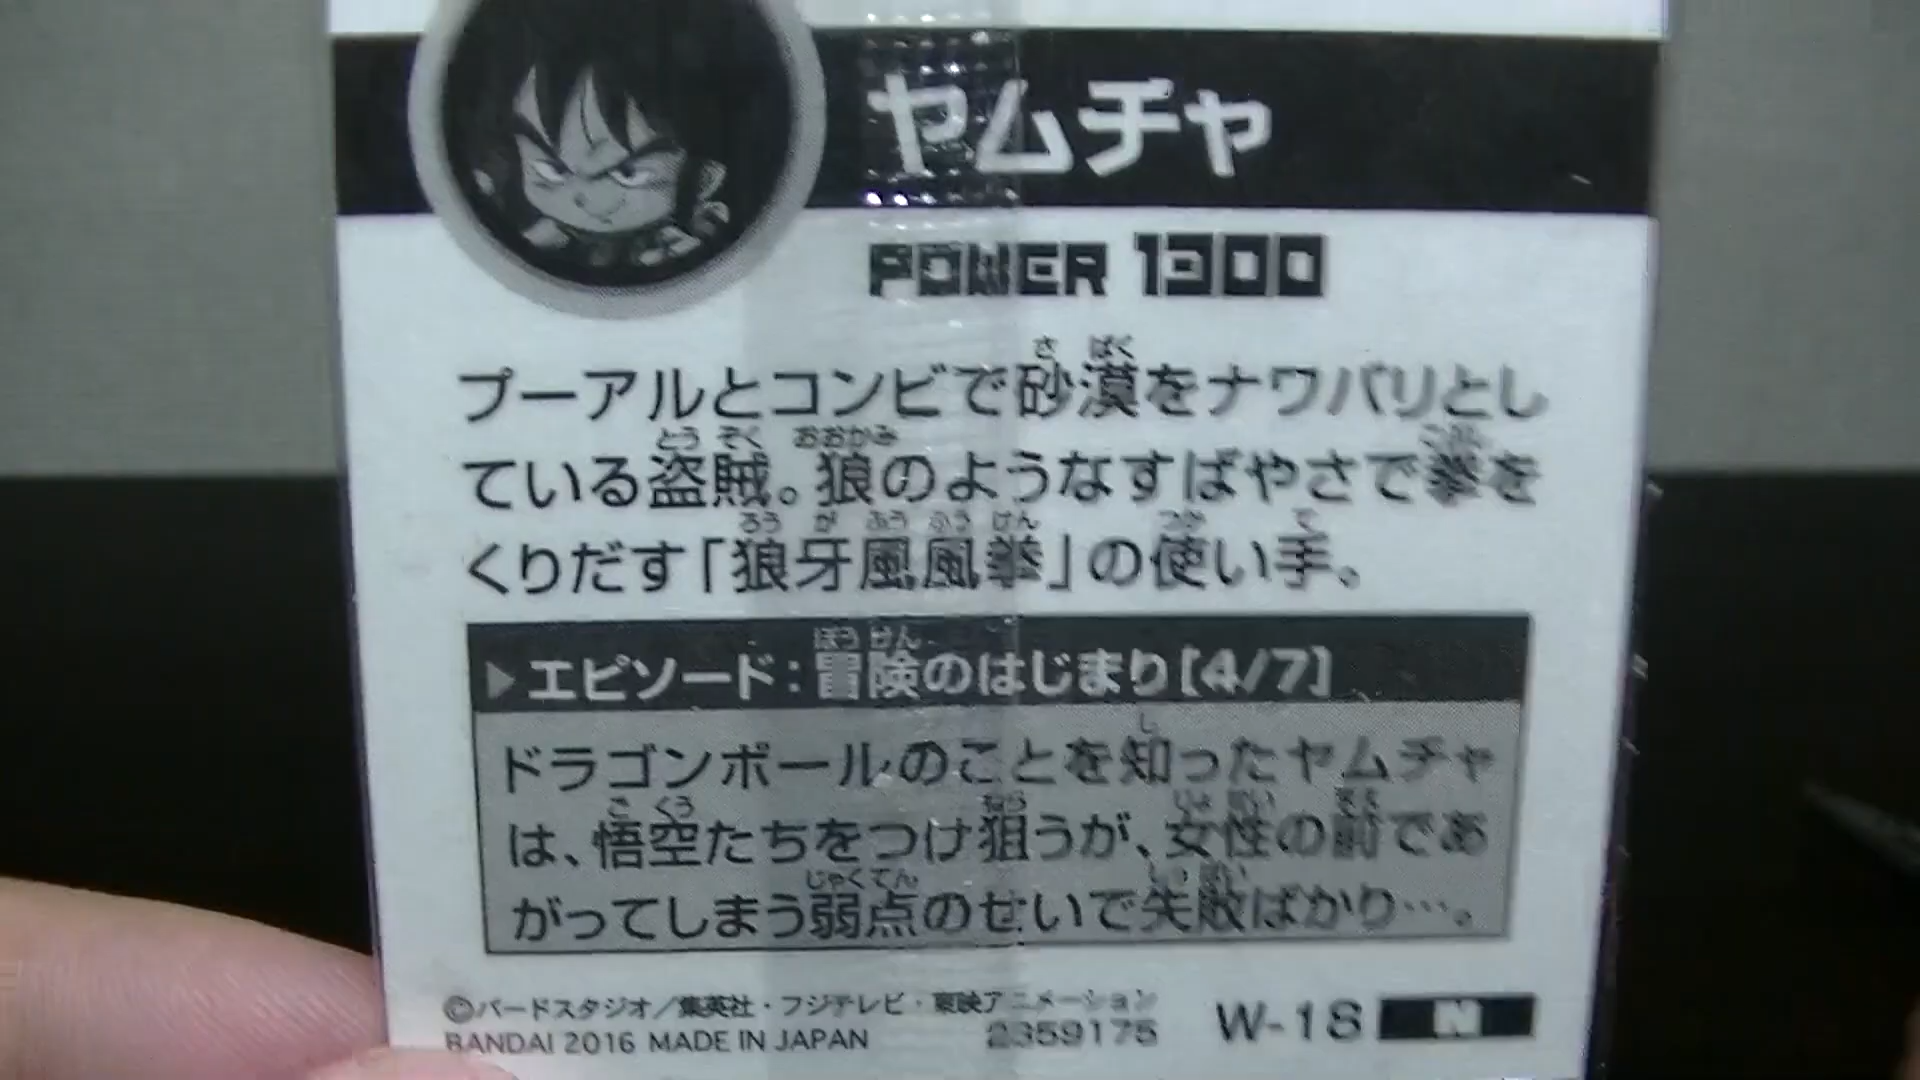 ヤムチャ
POWER 1300
プーアルとコンビで砂漠をナワバリとし
ている盗賊。狼のようなすばやさで拳を
くりだす「狼牙風風拳」の使い手。
▶エピソード：冒険のはじまり[4/7]
ドラゴンボールのことを知ったヤムチャ
は、悟空たちをつけ狙うが、女性の前であ
がってしまう弱点のせいで失敗ばかり…。
©バードスタジオ／集英社・フジテレビ・東映アニメーション
BANDAI 2016 MADE IN JAPAN 2359175
W-18 N